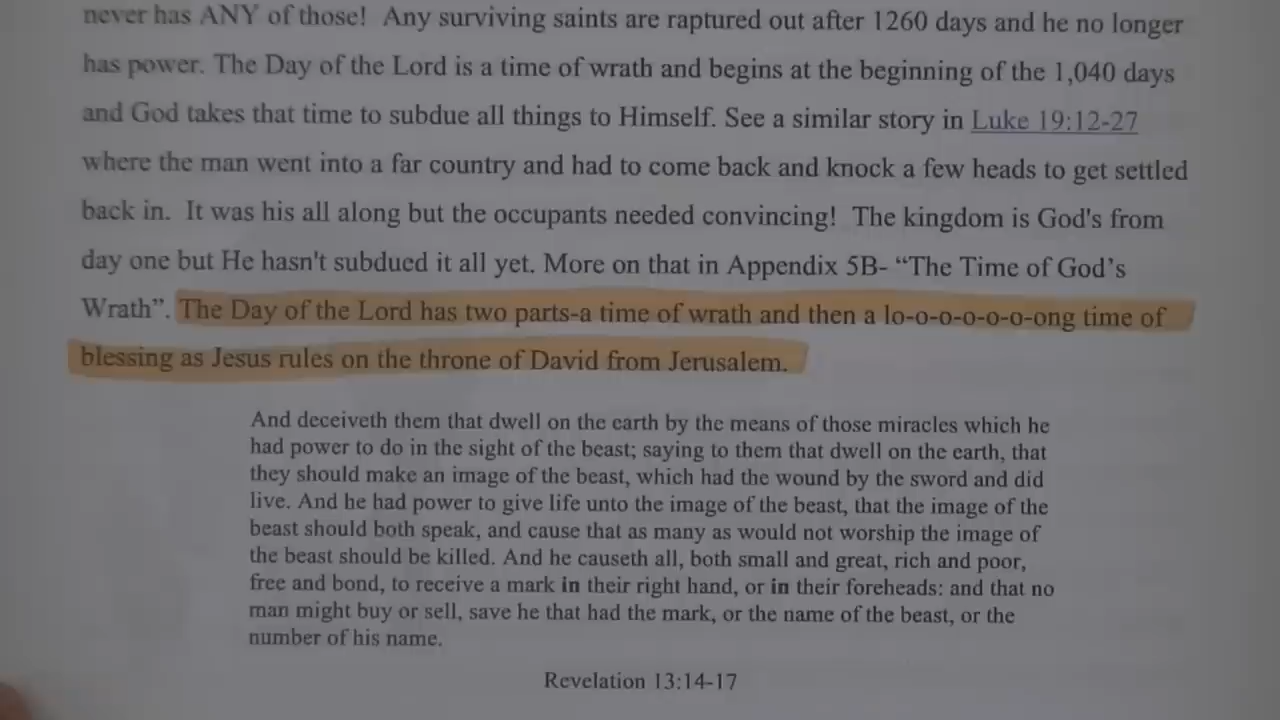 never has ANY of those!  Any surviving saints are raptured out after 1260 days and he no longer
has power. The Day of the Lord is a time of wrath and begins at the beginning of the 1,040 days
and God takes that time to subdue all things to Himself. See a similar story in Luke 19:12-27
where the man went into a far country and had to come back and knock a few heads to get settled
back in.  It was his all along but the occupants needed convincing!  The kingdom is God's from
day one but He hasn't subdued it all yet. More on that in Appendix 5B- “The Time of God’s
Wrath”. The Day of the Lord has two parts-a time of wrath and then a lo-o-o-o-o-o-ong time of
blessing as Jesus rules on the throne of David from Jerusalem.
And deceiveth them that dwell on the earth by the means of those miracles which he
had power to do in the sight of the beast; saying to them that dwell on the earth, that
they should make an image of the beast, which had the wound by the sword and did
live. And he had power to give life unto the image of the beast, that the image of the
beast should both speak, and cause that as many as would not worship the image of
the beast should be killed. And he causeth all, both small and great, rich and poor,
free and bond, to receive a mark in their right hand, or in their foreheads: and that no
man might buy or sell, save he that had the mark, or the name of the beast, or the
number of his name.
Revelation 13:14-17